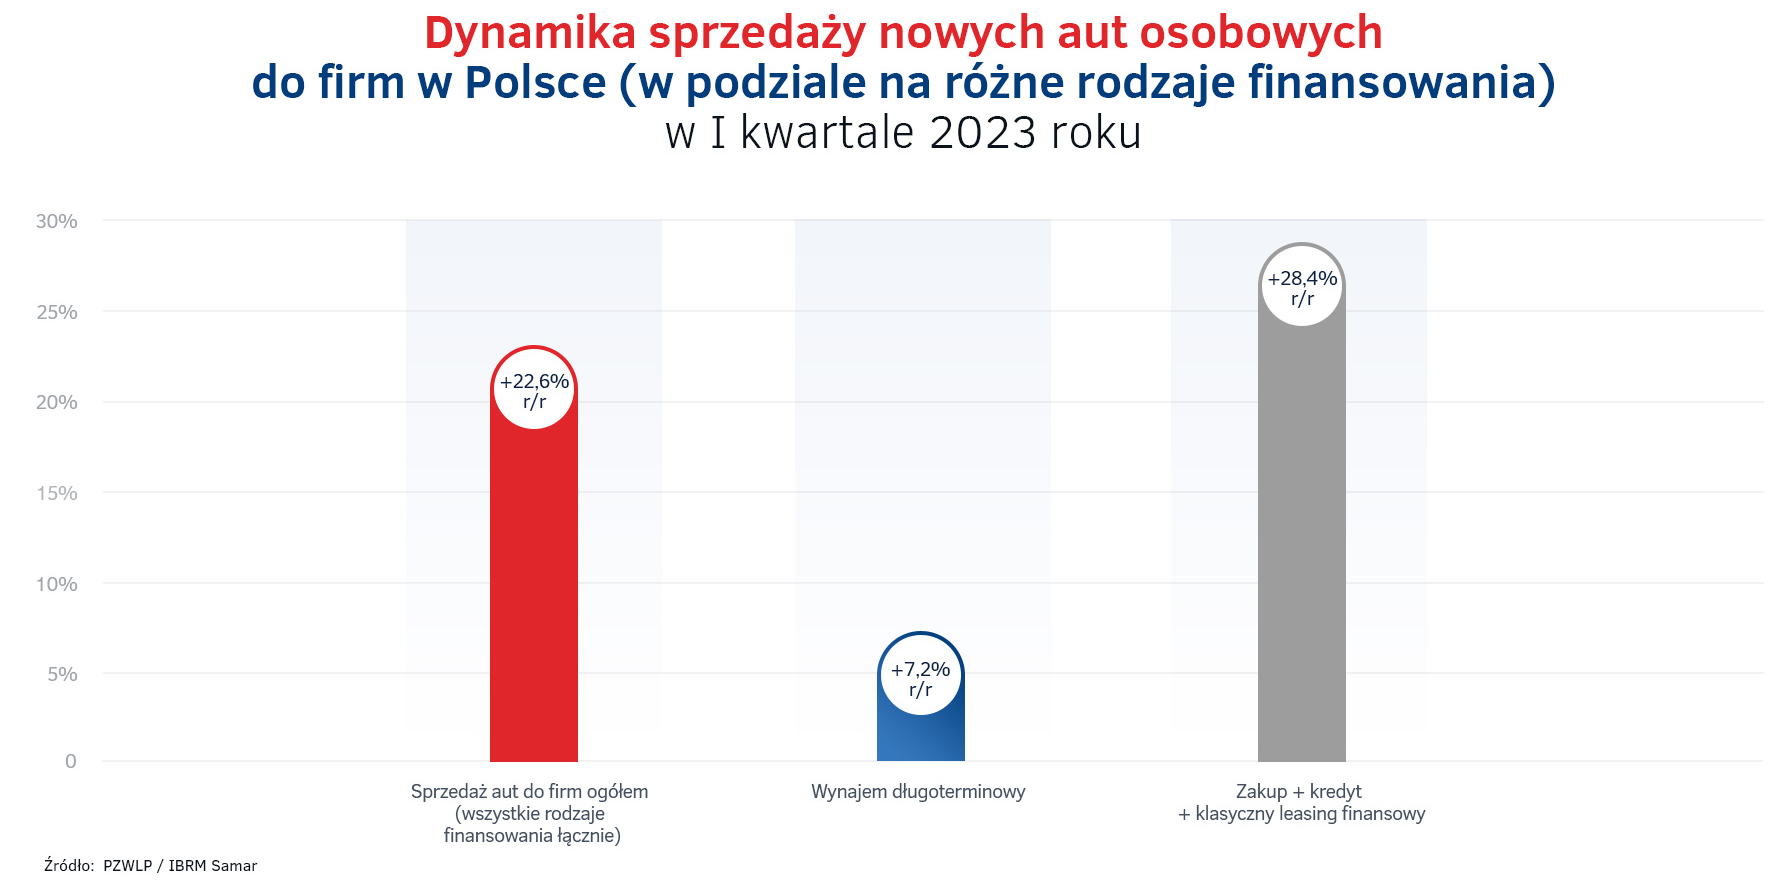 Dynamika sprzedaży nowych aut osobowych
do firm w Polsce (w podziale na różne rodzaje finansowania)
w I kwartale 2023 roku
30%
25%
20%
15%
10%
5%
0
+22,6%
r/r
+7,2%
r/r
+28,4%
r/r
Sprzedaż aut do firm ogółem
(wszystkie rodzaje
finansowania łącznie)
Wynajem długoterminowy
Zakup + kredyt
+ klasyczny leasing finansowy
Źródło: PZWLP / IBRM Samar